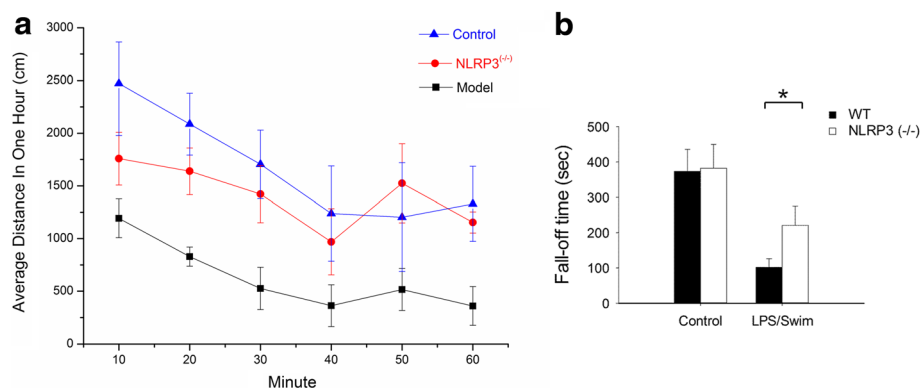 a
Average Distance In One Hour (cm)
3000
2500
2000
1500
1000
500
0
10 20 30 40 50 60
Minute
Control
NLRP3(-/-)
Model
b
*
WT
NLRP3 (-/-)
Fall-off time (sec)
500
400
300
200
100
0
Control LPS/Swim